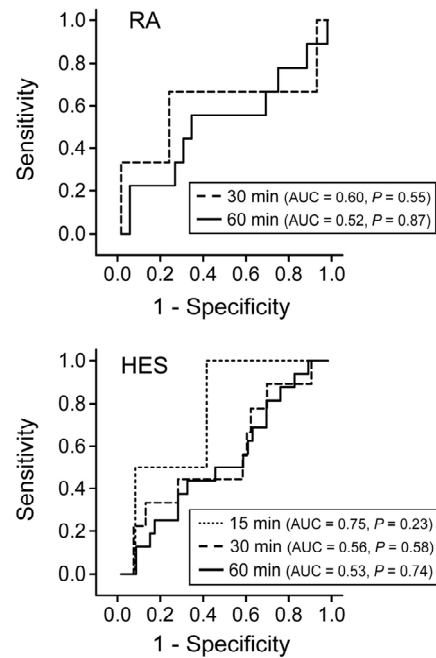 RA
1.0
0.8
0.6
0.4
0.2
0.0
Sensitivity
30 min (AUC = 0.60, P = 0.55)
60 min (AUC = 0.52, P = 0.87)
0.0 0.2 0.4 0.6 0.8 1.0
1 - Specificity
HES
1.0
0.8
0.6
0.4
0.2
0.0
Sensitivity
15 min (AUC = 0.75, P = 0.23)
30 min (AUC = 0.56, P = 0.58)
60 min (AUC = 0.53, P = 0.74)
0.0 0.2 0.4 0.6 0.8 1.0
1 - Specificity